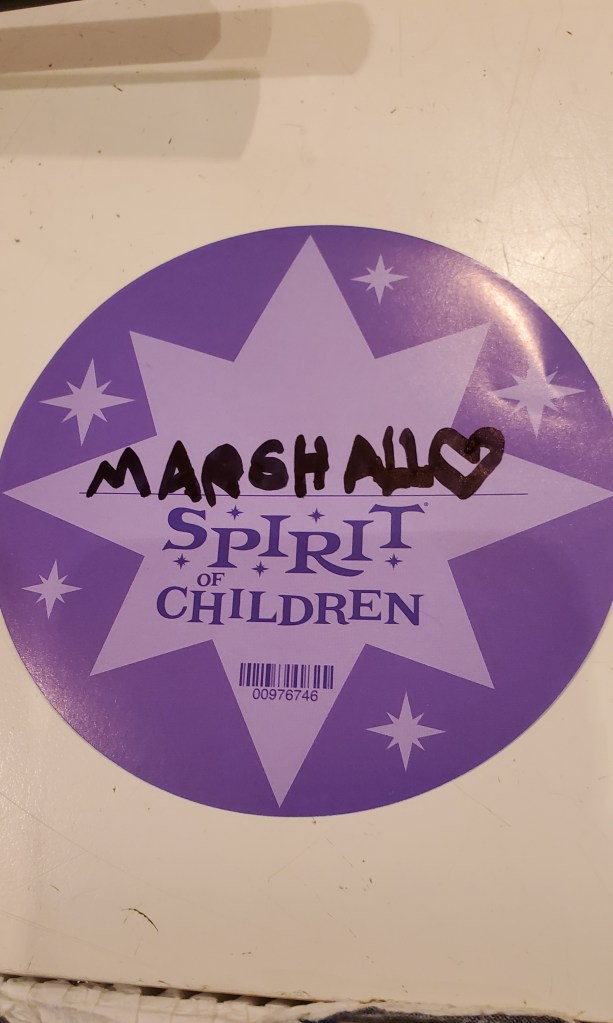 MARSHALL♥
SPIRIT
OF
CHILDREN
00976746